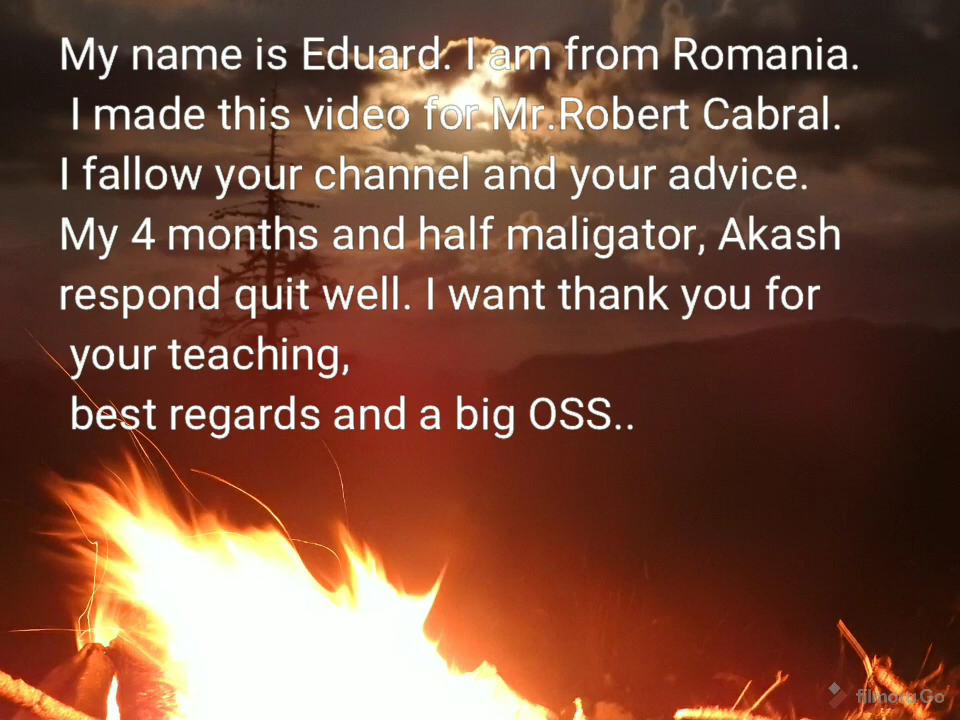 My name is Eduard. I am from Romania.
I made this video for Mr.Robert Cabral.
I fallow your channel and your advice.
My 4 months and half maligator, Akash
respond quit well. I want thank you for
your teaching,
best regards and a big OSS..
filmora Go